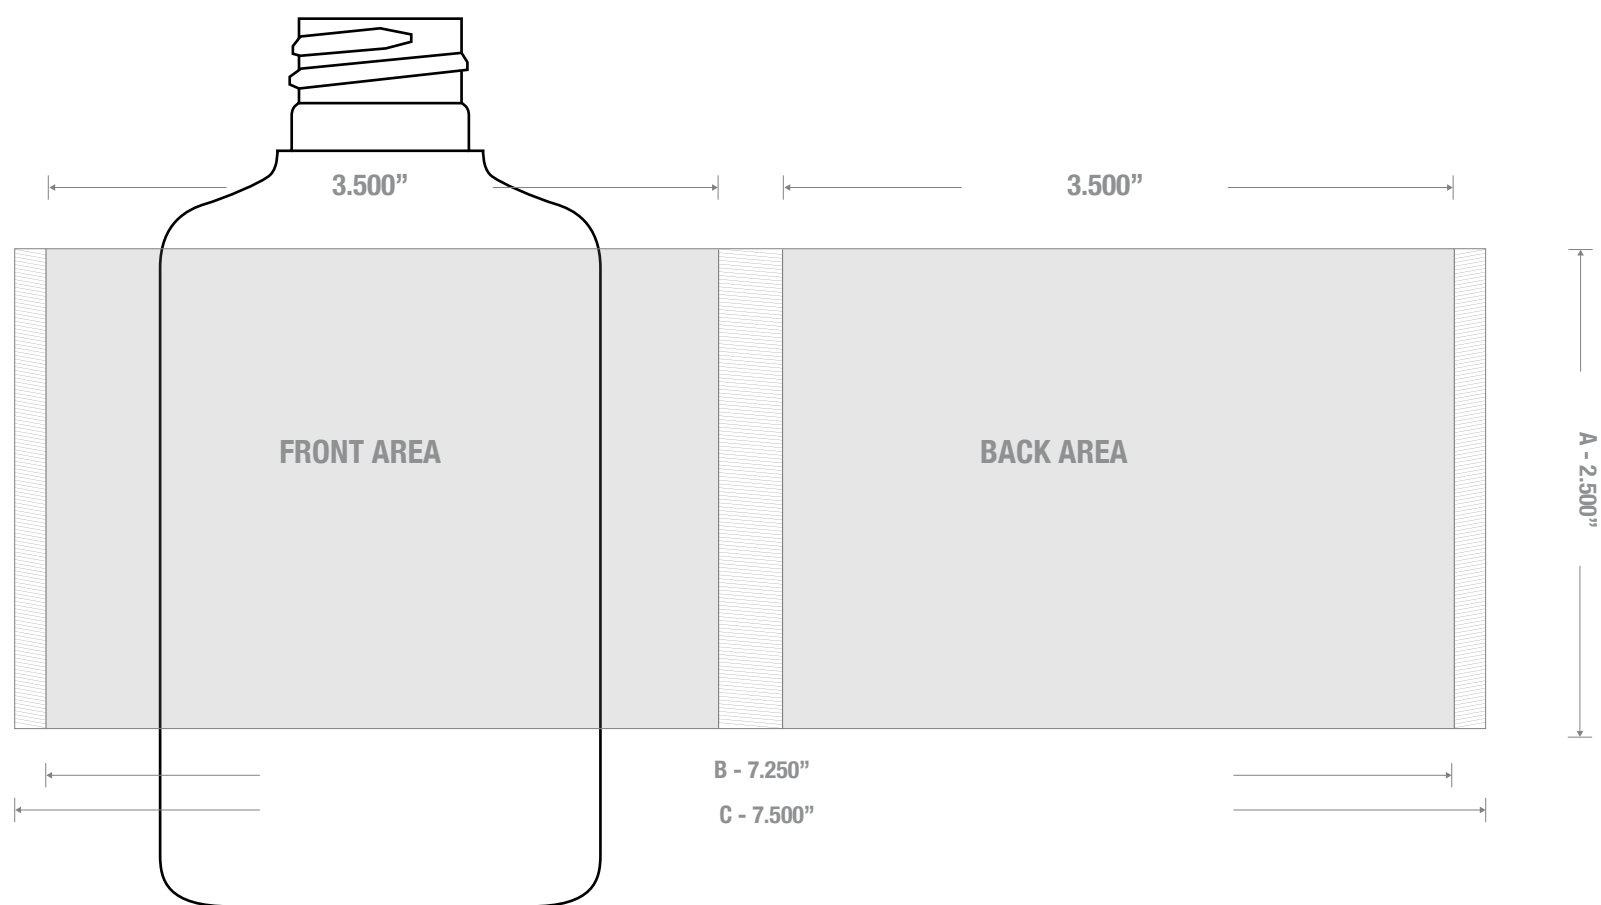 3.500”
3.500”
FRONT AREA
BACK AREA
A - 2.500”
B - 7.250”
C - 7.500”